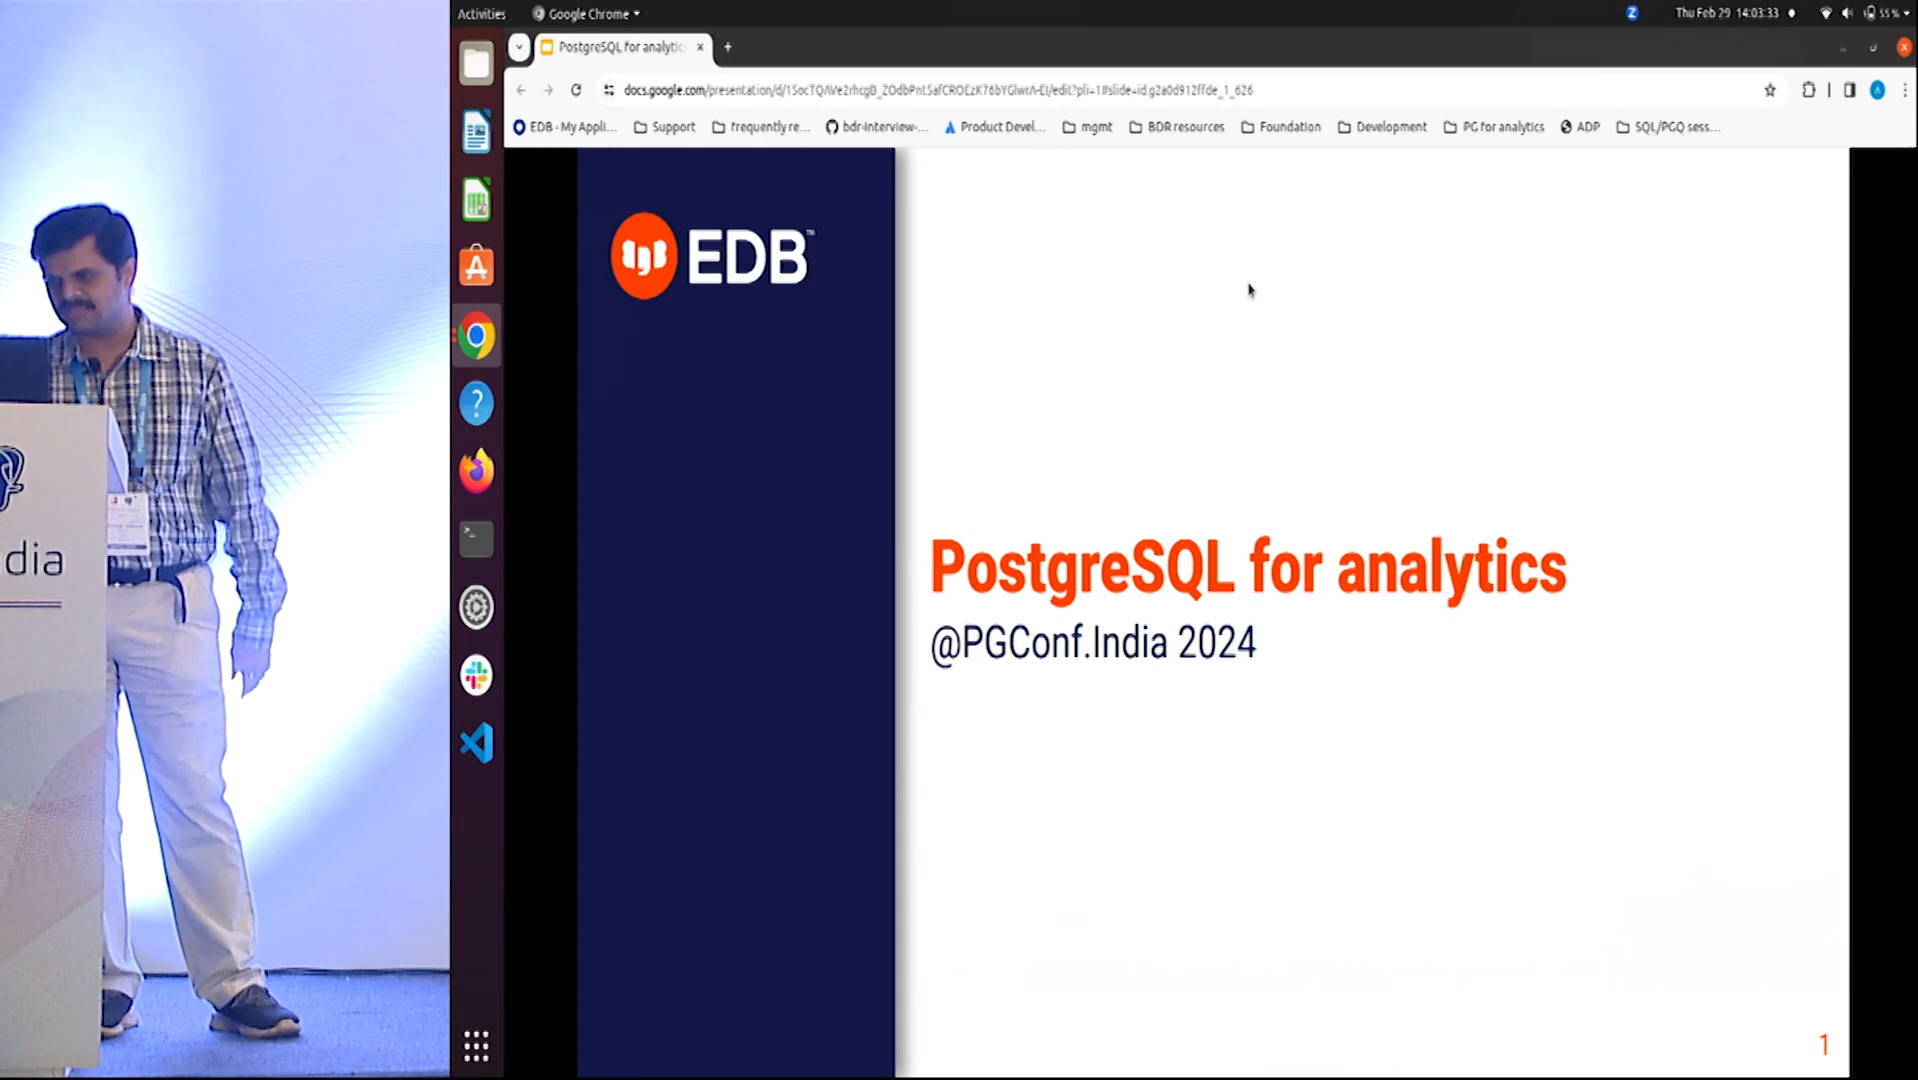 Activities
Google Chrome
Thu Feb 29 14:03:33
55%
PostgreSQL for analytic
EDB - My Appli...
Support
frequently re...
bdr-interview-...
Product Devel...
mgmt
BDR resources
Foundation
Development
PG for analytics
ADP
SQL/PGQ sess...
EDB™
PostgreSQL for analytics
@PGConf.India 2024
1
dia